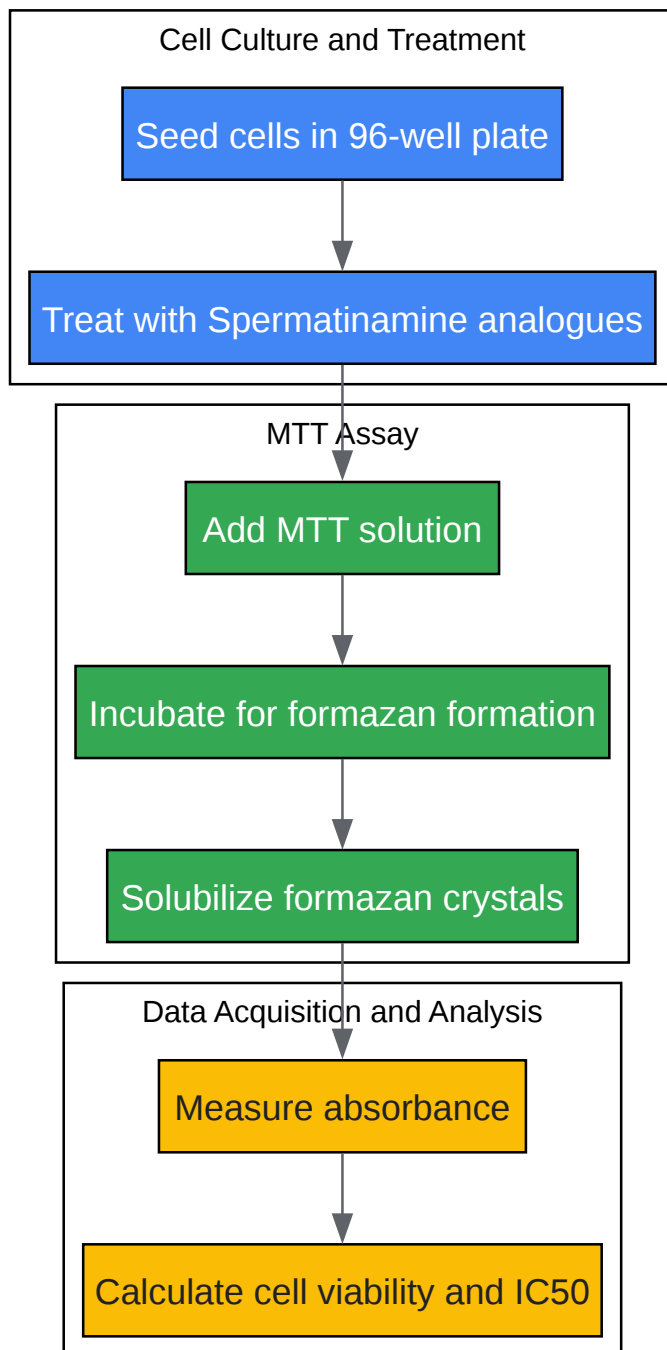 Cell Culture and Treatment
Seed cells in 96-well plate
Treat with Spermatinamine analogues
MTT Assay
Add MTT solution
Incubate for formazan formation
Solubilize formazan crystals
Data Acquisition and Analysis
Measure absorbance
Calculate cell viability and IC50